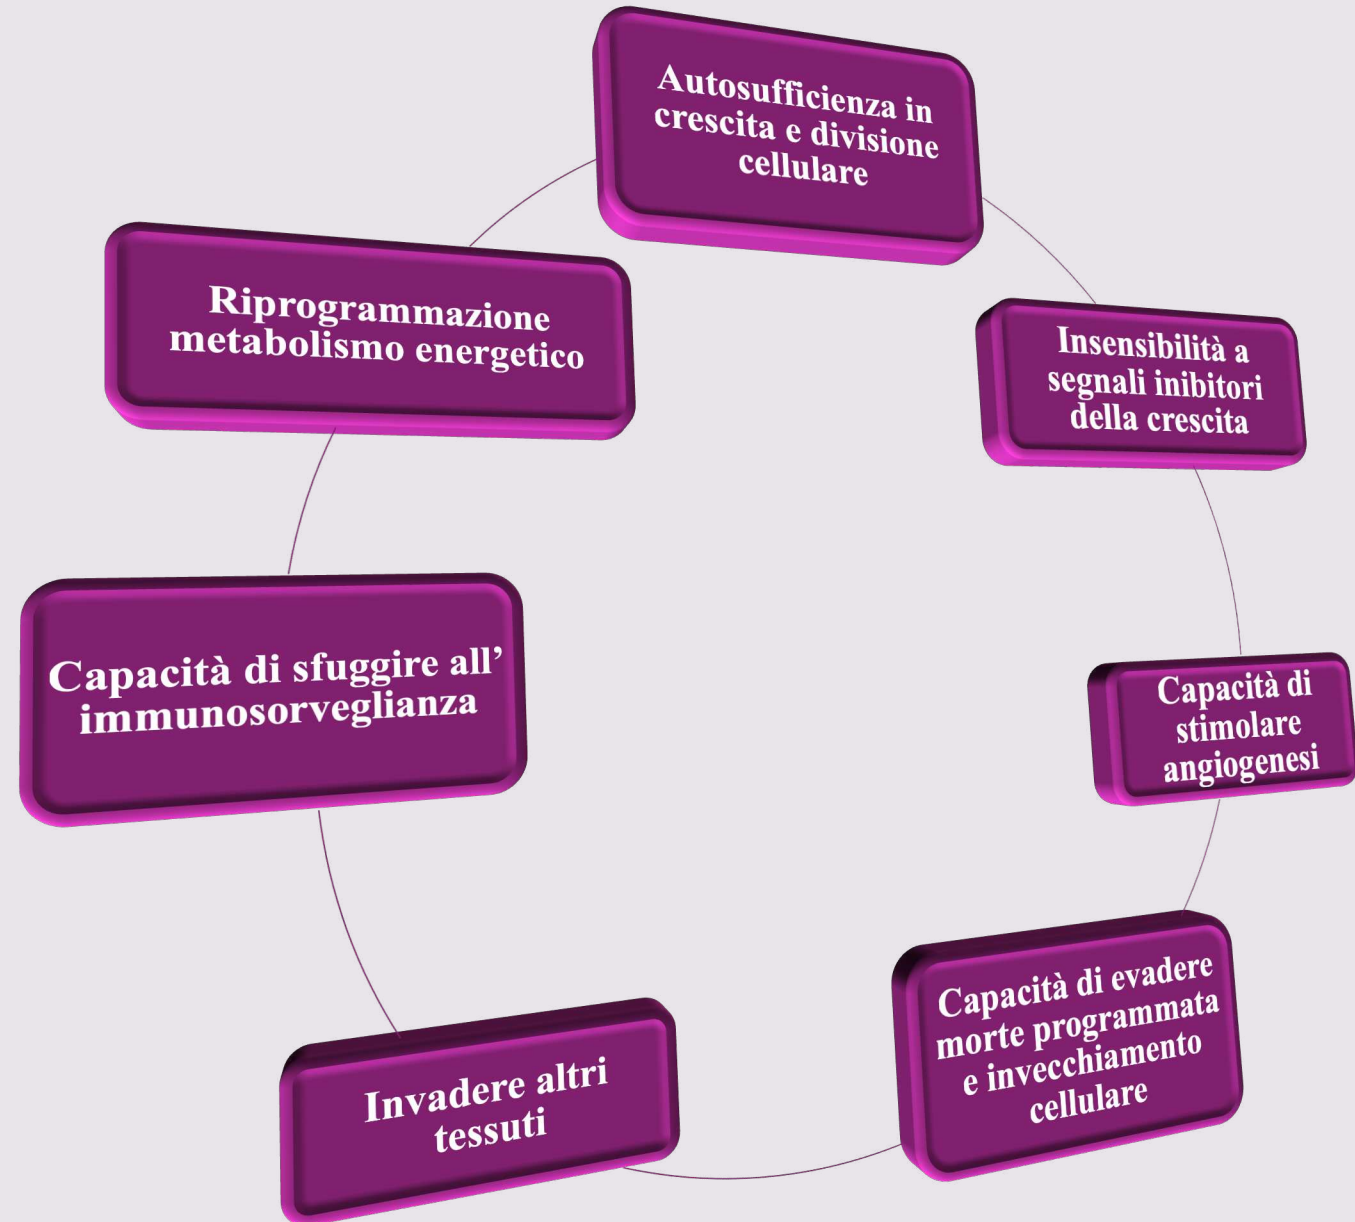 Autosufficienza in
crescita e divisione
cellulare
Insensibilità a
segnali inibitori
della crescita
Capacità di
stimolare
angiogenesi
Capacità di evadere
morte programmata
e invecchiamento
cellulare
Invadere altri
tessuti
Capacità di sfuggire all’
immunosorveglianza
Riprogrammazione
metabolismo energetico